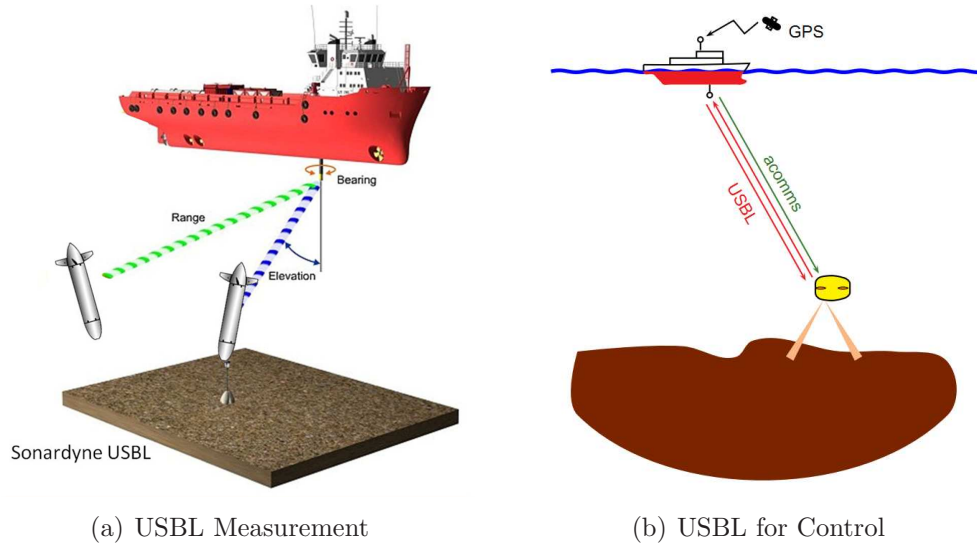 Bearing
Range
Elevation
Sonardyne USBL
(a) USBL Measurement
GPS
acomms
USBL
(b) USBL for Control